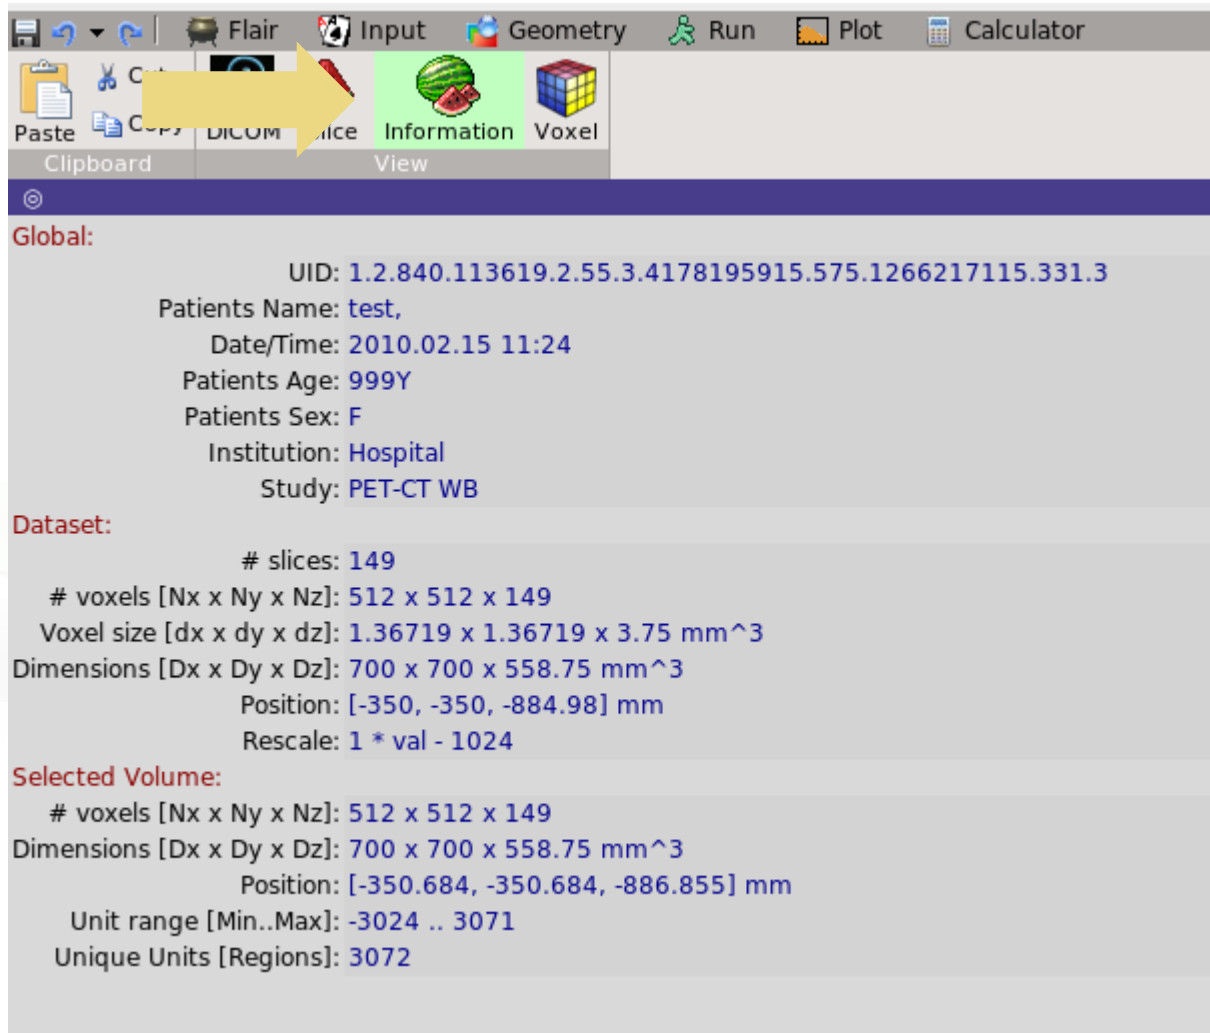 Flair Input Geometry Run Plot Calculator
Paste DICOM Information Voxel
Clipboard View
Global:
UID: 1.2.840.113619.2.55.3.4178195915.575.1266217115.331.3
Patients Name: test,
Date/Time: 2010.02.15 11:24
Patients Age: 999Y
Patients Sex: F
Institution: Hospital
Study: PET-CT WB
Dataset:
# slices: 149
# voxels [Nx x Ny x Nz]: 512 x 512 x 149
Voxel size [dx x dy x dz]: 1.36719 x 1.36719 x 3.75 mm^3
Dimensions [Dx x Dy x Dz]: 700 x 700 x 558.75 mm^3
Position: [-350, -350, -884.98] mm
Rescale: 1 * val - 1024
Selected Volume:
# voxels [Nx x Ny x Nz]: 512 x 512 x 149
Dimensions [Dx x Dy x Dz]: 700 x 700 x 558.75 mm^3
Position: [-350.684, -350.684, -886.855] mm
Unit range [Min..Max]: -3024 .. 3071
Unique Units [Regions]: 3072